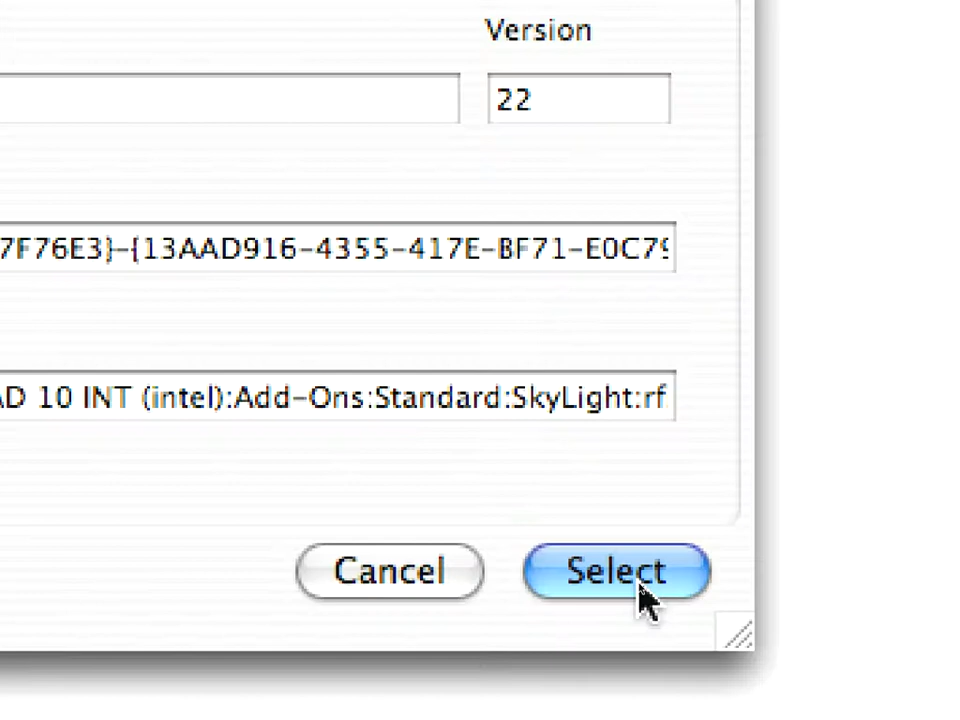 Version
22
7F76E3}-{13AAD916-4355-417E-BF71-E0C79
AD 10 INT (intel):Add-Ons:Standard:SkyLight:rf
Cancel Select